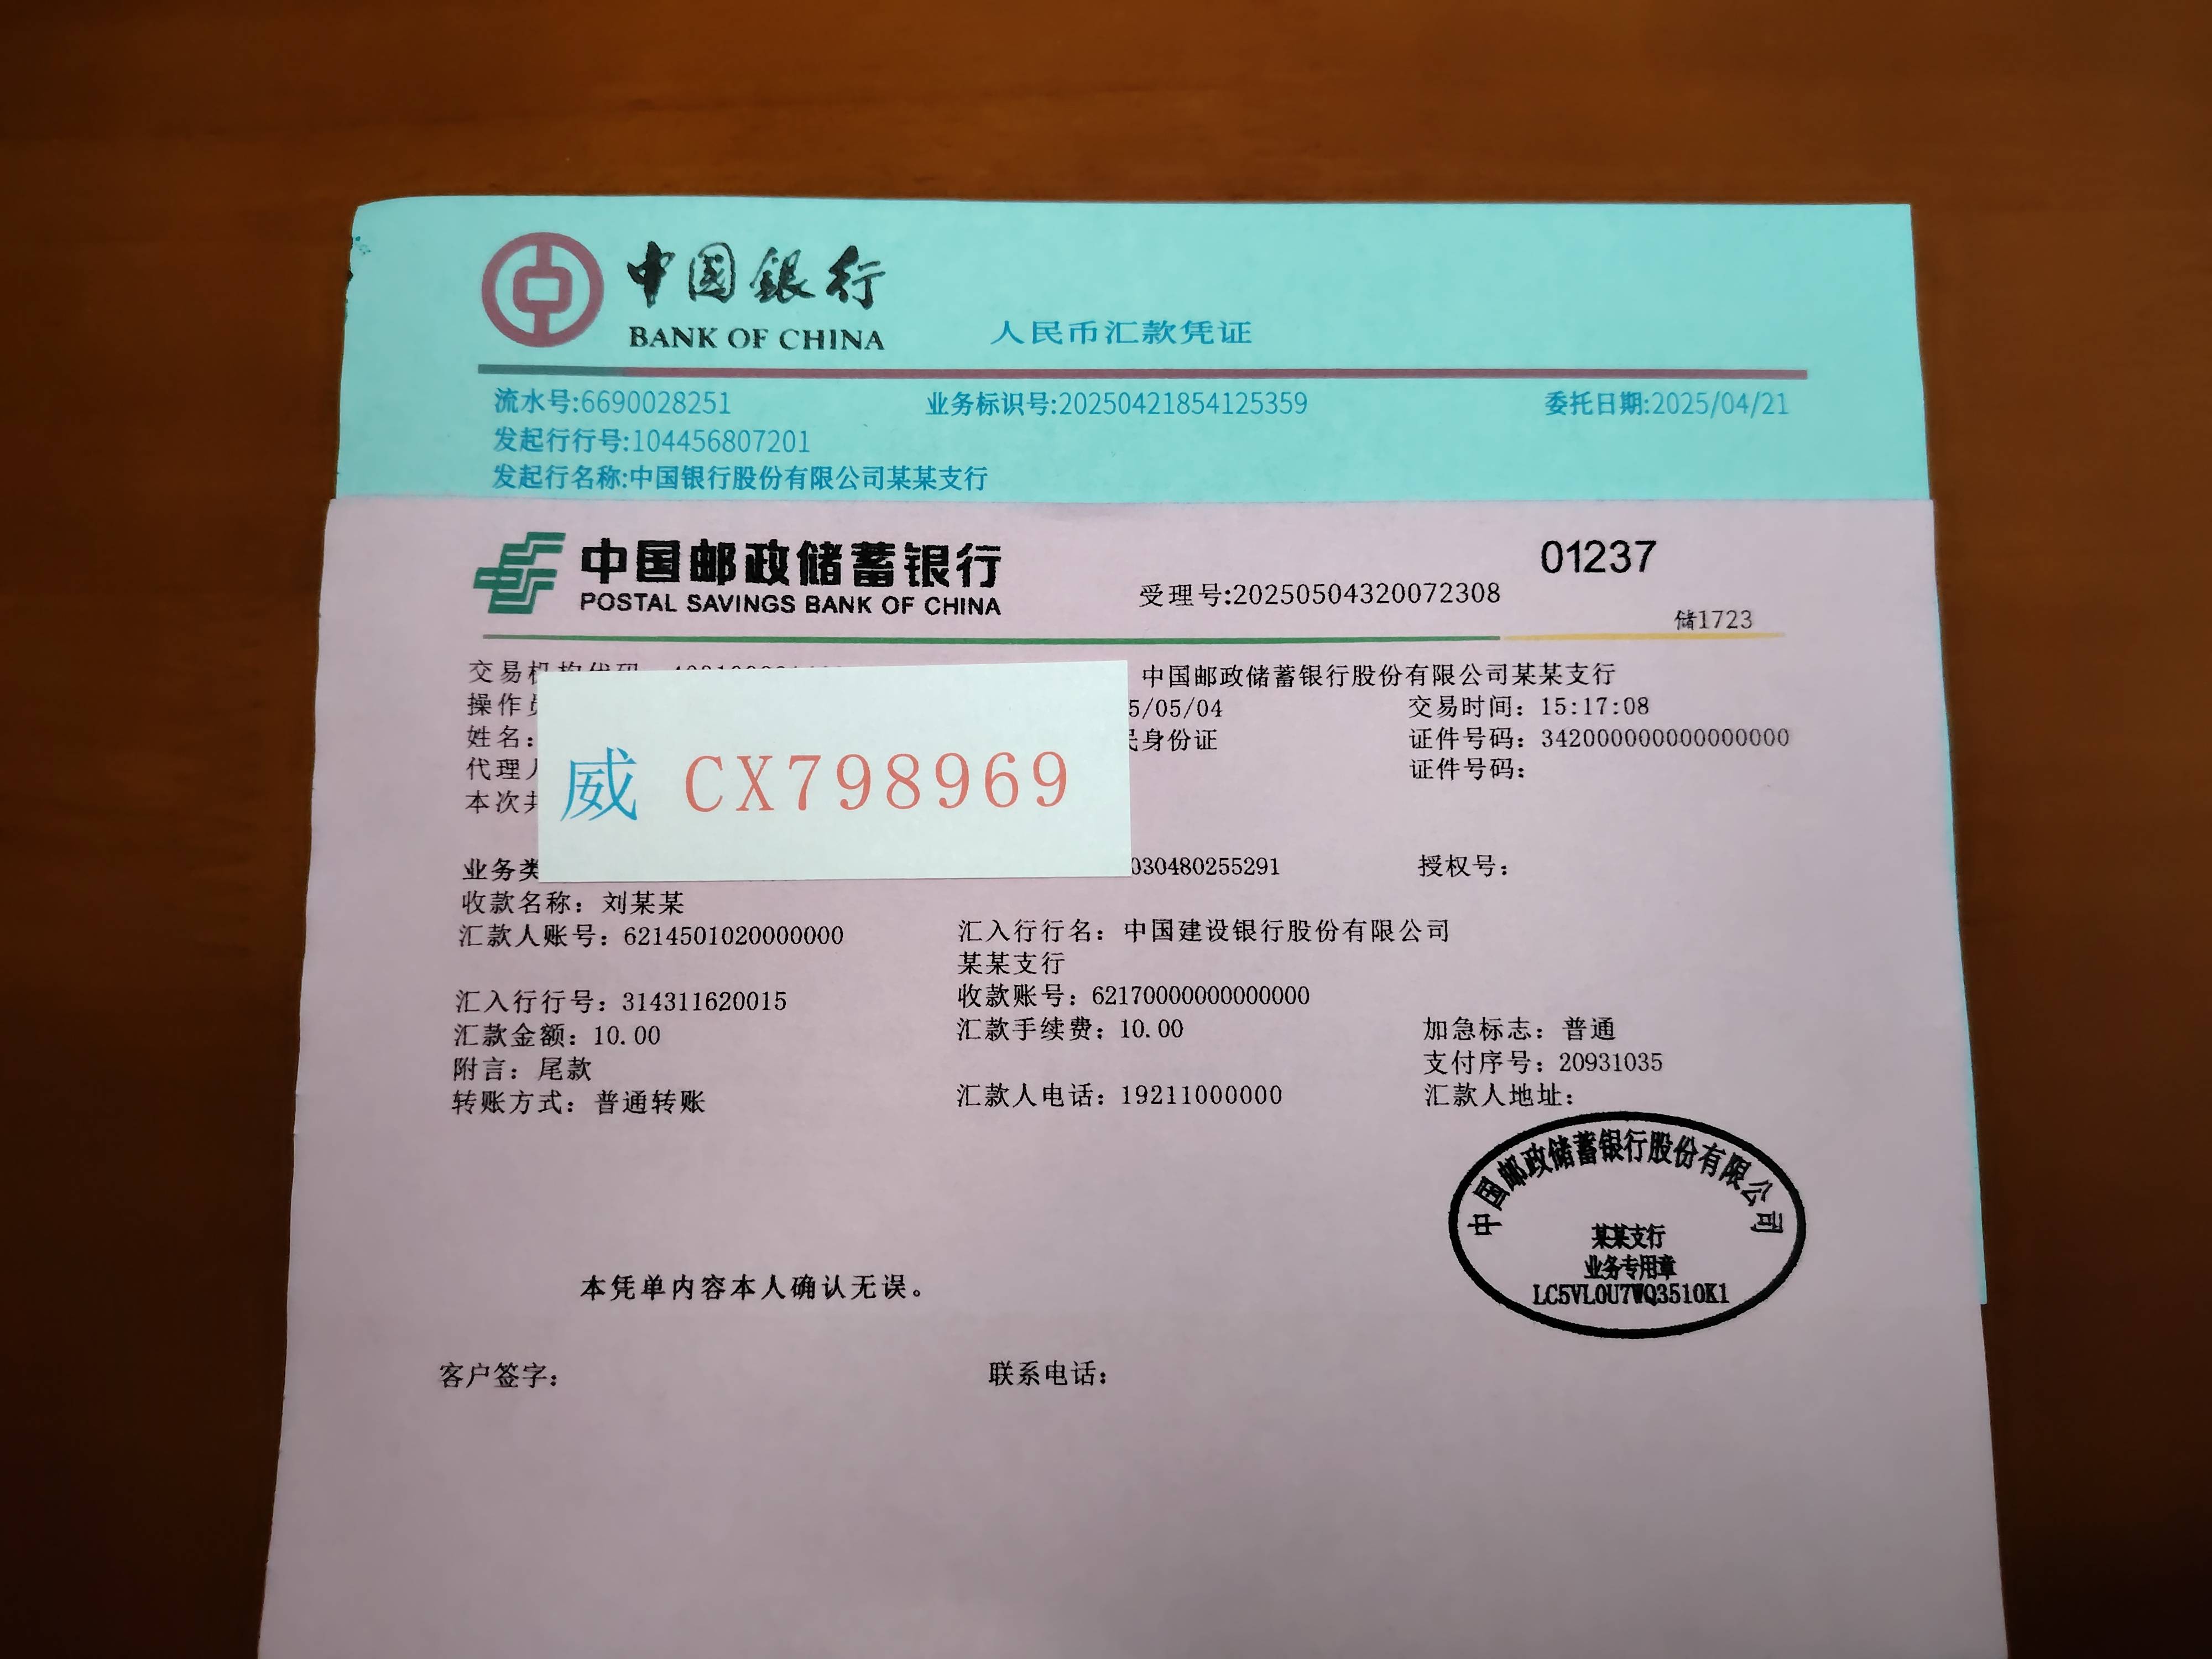 中国銀行
BANK OF CHINA
人民币汇款凭证
流水号:6690028251 业务标识号:20250421854125359 委托日期:2025/04/21
发起行行号:104456807201
发起行名称:中国银行股份有限公司某某支行
中国邮政储蓄银行
POSTAL SAVINGS BANK OF CHINA
受理号:20250504320072308
01237
储1723
交易机构代码 中国邮政储蓄银行股份有限公司某某支行
操作 5/05/04 交易时间：15:17:08
姓名： 身份证 证件号码：342000000000000000
代理 证件号码：
本次
威 CX798969
业务类 030480255291 授权号：
收款名称：刘某某
汇款人账号：6214501020000000 汇入行行名：中国建设银行股份有限公司
某某支行
汇入行行号：314311620015 收款账号：62170000000000000
汇款金额：10.00 汇款手续费：10.00 加急标志：普通
附言：尾款 支付序号：20931035
转账方式：普通转账 汇款人电话：19211000000 汇款人地址：
中国邮政储蓄银行股份有限公司
某某支行
业务专用章
LC5VL0U7WQ3510K1
本凭单内容本人确认无误。
客户签字： 联系电话：